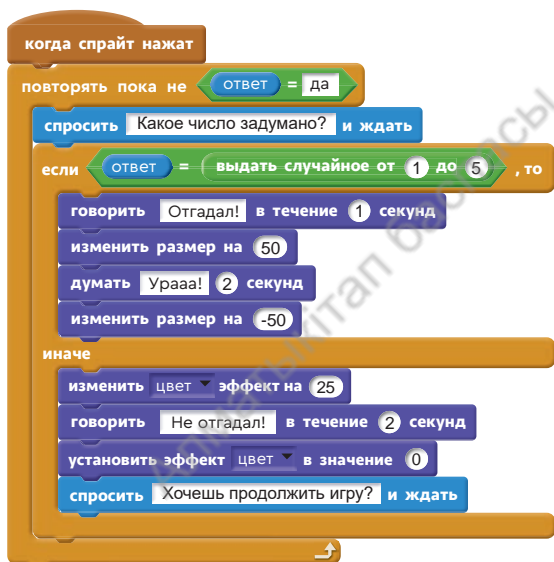 когда спрайт нажат
повторять пока не ответ = да
спросить Какое число задумано? и ждать
если ответ = выдать случайное от 1 до 5 , то
говорить Отгадал! в течение 1 секунд
изменить размер на 50
думать Урааа! 2 секунд
изменить размер на -50
иначе
изменить цвет эффект на 25
говорить Не отгадал! в течение 2 секунд
установить эффект цвет в значение 0
спросить Хочешь продолжить игру? и ждать
Алматыкітап баспасы